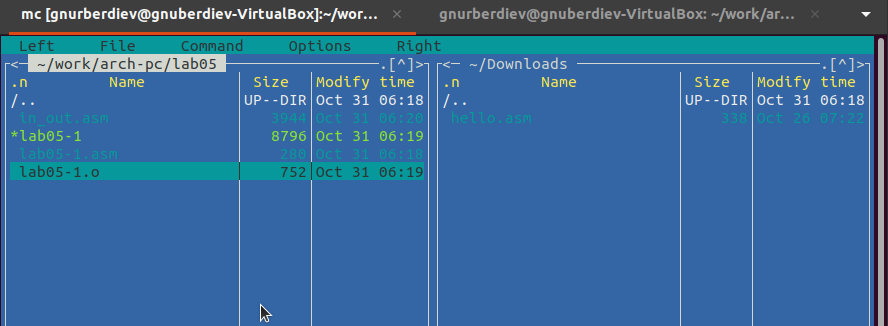 mc [gnurberdiev@gnuberdiev-VirtualBox]:~/wor... × gnurberdiev@gnuberdiev-VirtualBox: ~/work/ar... ×
Left File Command Options Right
<─ ~/work/arch-pc/lab05 ─.[^]> <─ ~/Downloads ─.[^]>
.n Name Size Modify time .n Name Size Modify time
/.. UP--DIR Oct 31 06:18 /.. UP--DIR Oct 31 06:18
in_out.asm 3944 Oct 31 06:20 hello.asm 338 Oct 26 07:22
*lab05-1 8796 Oct 31 06:19
lab05-1.asm 280 Oct 31 06:18
lab05-1.o 752 Oct 31 06:19